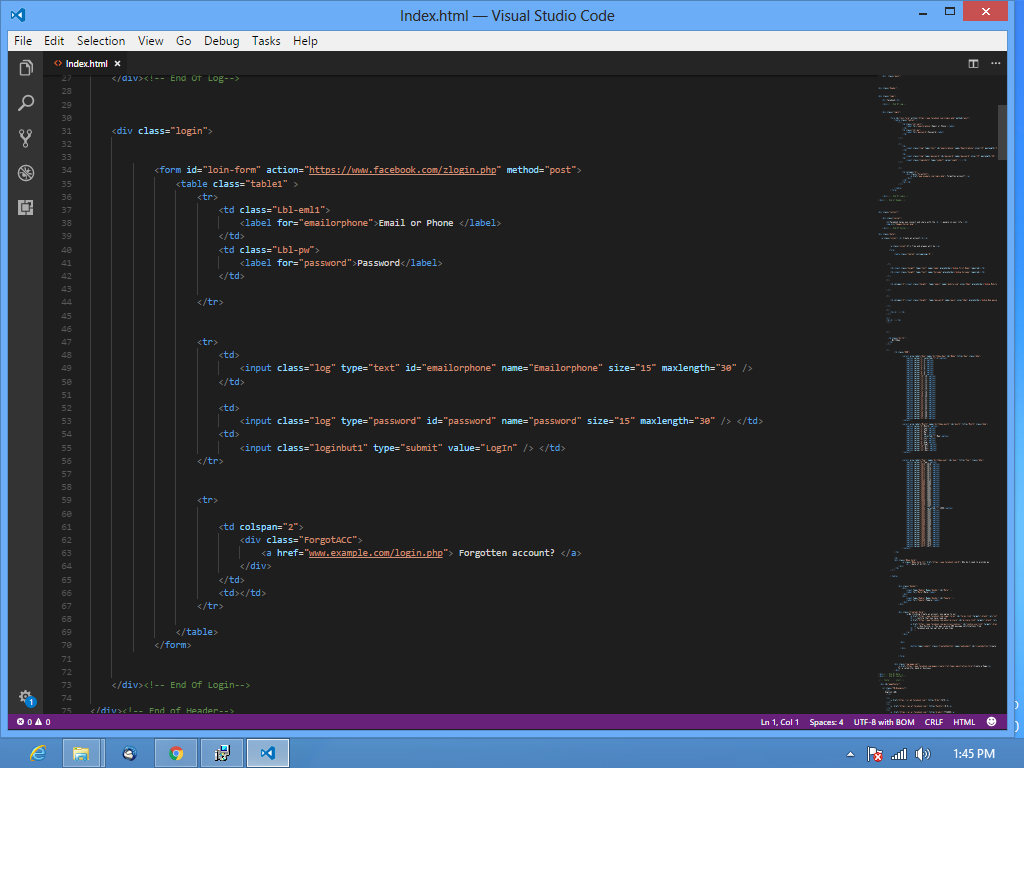 Index.html — Visual Studio Code
File Edit Selection View Go Debug Tasks Help
<> Index.html ×
27 </div><!-- End Of Log-->
28
29
30
31 <div class="login">
32
33
34 <form id="loin-form" action="https://www.facebook.com/zlogin.php" method="post">
35 <table class="table1" >
36 <tr>
37 <td class="Lbl-eml1">
38 <label for="emailorphone">Email or Phone </label>
39 </td>
40 <td class="Lbl-pw">
41 <label for="password">Password</label>
42 </td>
43
44 </tr>
45
46
47 <tr>
48 <td>
49 <input class="log" type="text" id="emailorphone" name="Emailorphone" size="15" maxlength="30" />
50 </td>
51
52 <td>
53 <input class="log" type="password" id="password" name="password" size="15" maxlength="30" /> </td>
54 <td>
55 <input class="loginbut1" type="submit" value="LogIn" /> </td>
56 </tr>
57
58
59 <tr>
60
61 <td colspan="2">
62 <div class="ForgotACC">
63 <a href="www.example.com/login.php"> Forgotten account? </a>
64 </div>
65 </td>
66 <td></td>
67 </tr>
68
69 </table>
70 </form>
71
72
73 </div><!-- End Of Login-->
74
75 </div><!-- End of Header-->
1
0 0 Ln 1, Col 1 Spaces: 4 UTF-8 with BOM CRLF HTML
1:45 PM